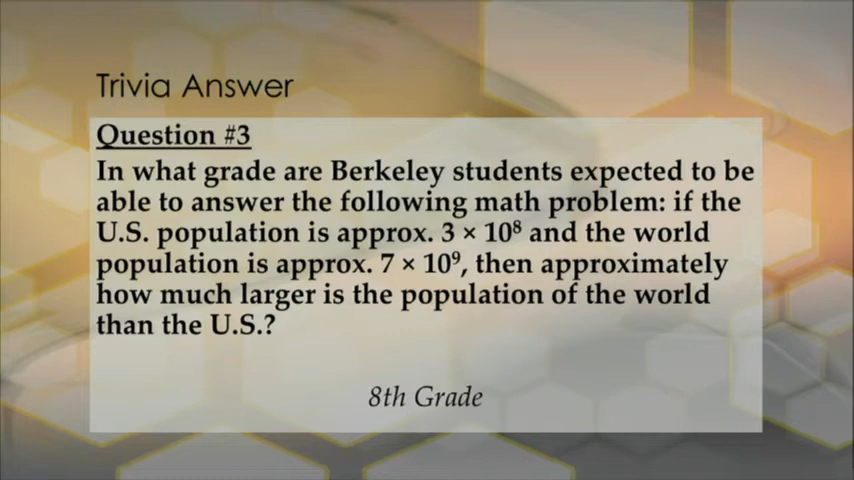 Trivia Answer
Question #3
In what grade are Berkeley students expected to be
able to answer the following math problem: if the
U.S. population is approx. 3 × 10⁸ and the world
population is approx. 7 × 10⁹, then approximately
how much larger is the population of the world
than the U.S.?
8th Grade